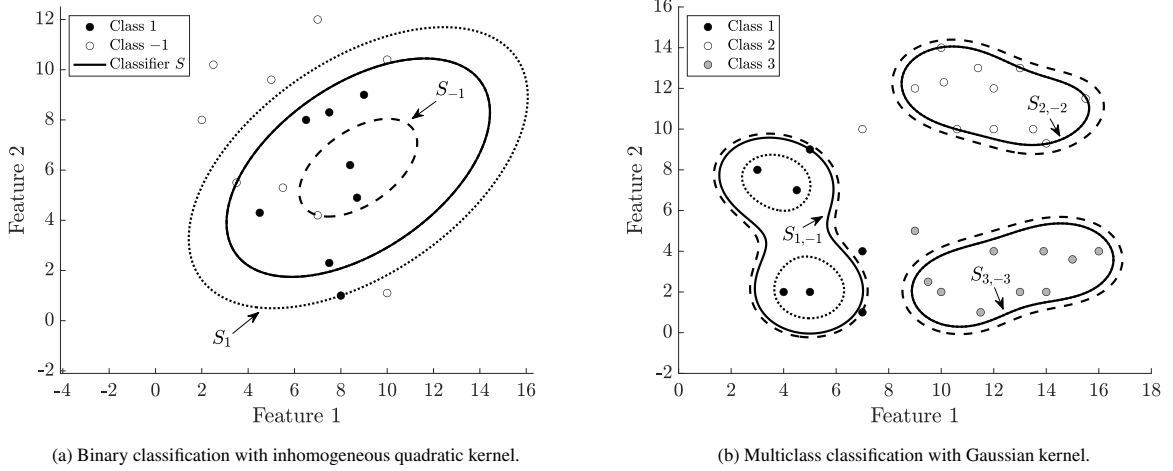 12
10
8
6
4
2
0
-2
-4
-2
0
2
4
6
8
10
12
14
16
Feature 1
Feature 2
Class 1
Class −1
Classifier S
S₋₁
S₁
(a) Binary classification with inhomogeneous quadratic kernel.
16
14
12
10
8
6
4
2
0
-2
0
2
4
6
8
10
12
14
16
18
Feature 1
Feature 2
Class 1
Class 2
Class 3
S₂,₋₂
S₁,₋₁
S₃,₋₃
(b) Multiclass classification with Gaussian kernel.